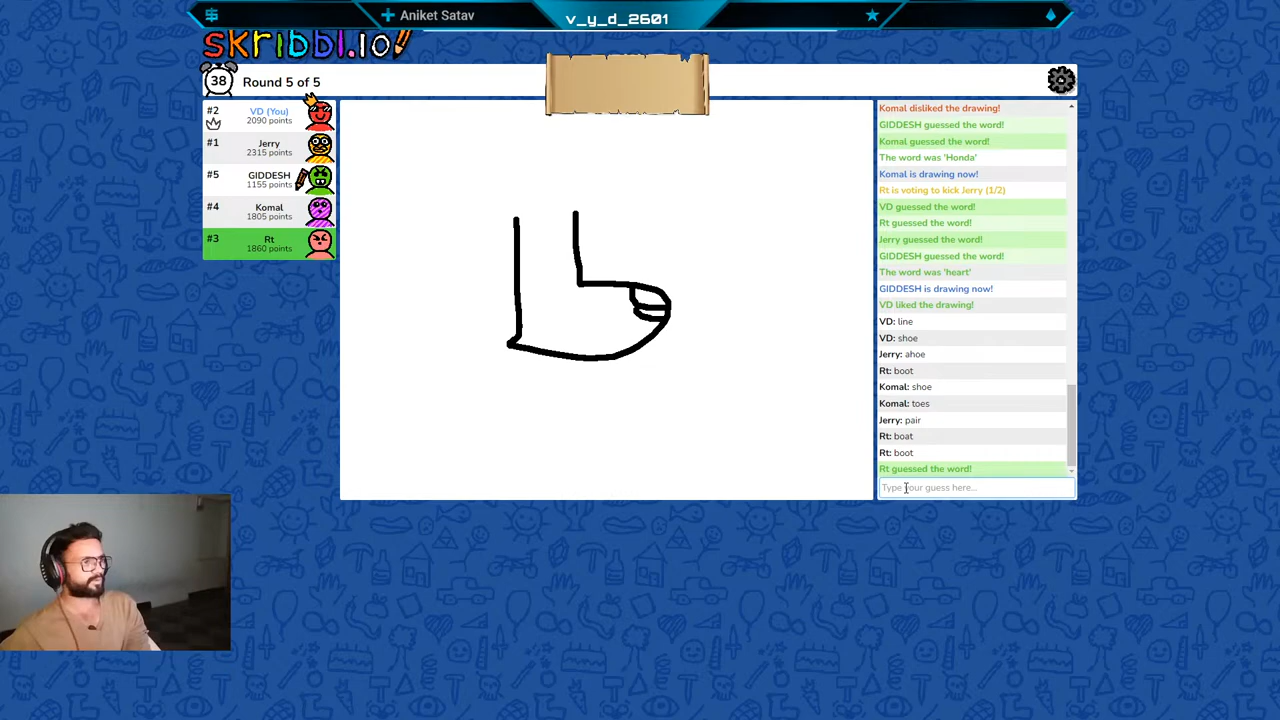 Aniket Satav
v_y_d_2601
skribbl.io
38
Round 5 of 5
#2
VD (You)
2090 points
#1
Jerry
2315 points
#5
GIDDESH
1155 points
#4
Komal
1805 points
#3
Rt
1860 points
Komal disliked the drawing!
GIDDESH guessed the word!
Komal guessed the word!
The word was 'Honda'
Komal is drawing now!
Rt is voting to kick Jerry (1/2)
VD guessed the word!
Rt guessed the word!
Jerry guessed the word!
GIDDESH guessed the word!
The word was 'heart'
GIDDESH is drawing now!
VD liked the drawing!
VD: line
VD: shoe
Jerry: ahoe
Rt: boot
Komal: shoe
Komal: toes
Jerry: pair
Rt: boat
Rt: boot
Rt guessed the word!
Type your guess here...